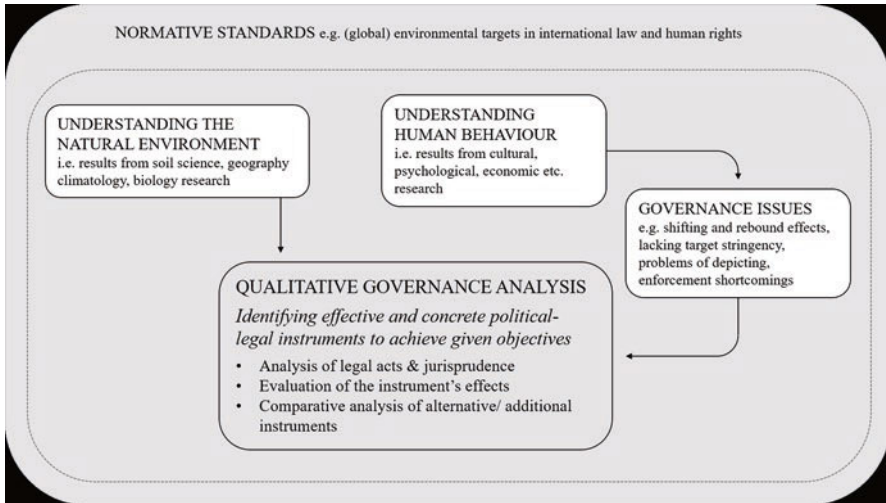 NORMATIVE STANDARDS e.g. (global) environmental targets in international law and human rights
UNDERSTANDING THE
NATURAL ENVIRONMENT
i.e. results from soil science, geography
climatology, biology research
UNDERSTANDING
HUMAN BEHAVIOUR
i.e. results from cultural,
psychological, economic etc.
research
GOVERNANCE ISSUES
e.g. shifting and rebound effects,
lacking target stringency,
problems of depicting,
enforcement shortcomings
QUALITATIVE GOVERNANCE ANALYSIS
Identifying effective and concrete political-
legal instruments to achieve given objectives
• Analysis of legal acts & jurisprudence
• Evaluation of the instrument's effects
• Comparative analysis of alternative/ additional
instruments